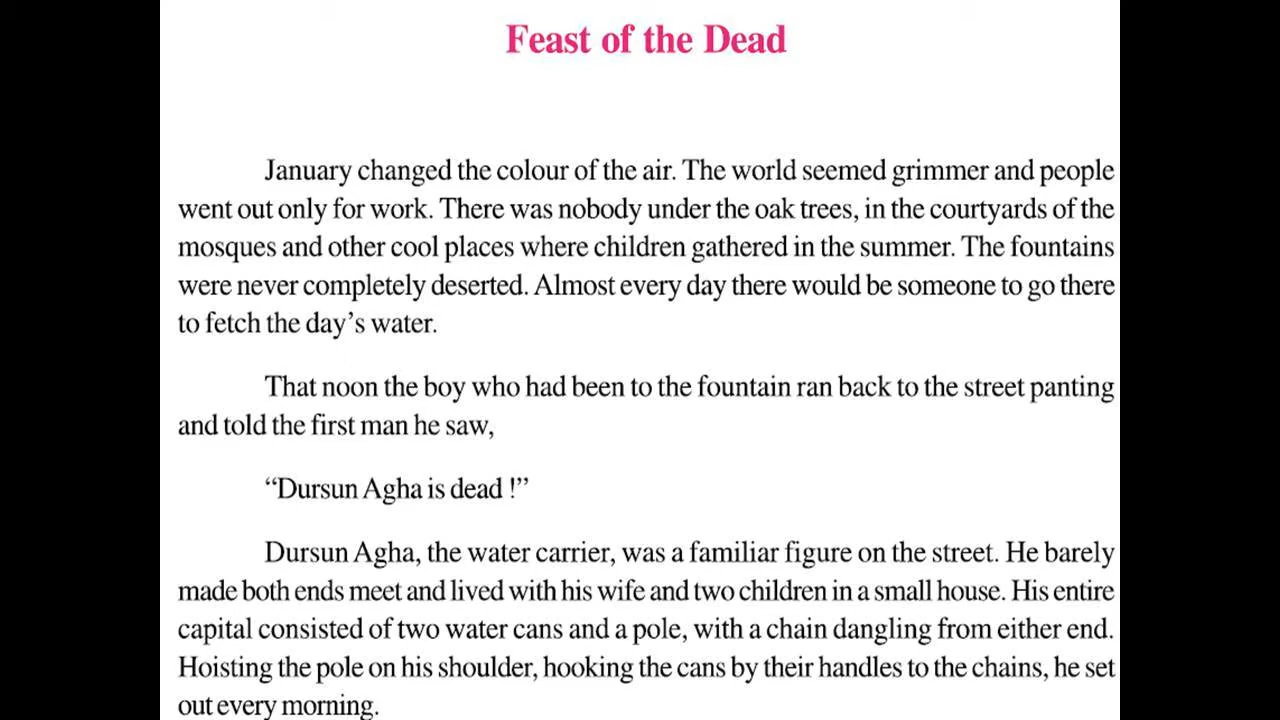 Feast of the Dead
January changed the colour of the air. The world seemed grimmer and people
went out only for work. There was nobody under the oak trees, in the courtyards of the
mosques and other cool places where children gathered in the summer. The fountains
were never completely deserted. Almost every day there would be someone to go there
to fetch the day’s water.
That noon the boy who had been to the fountain ran back to the street panting
and told the first man he saw,
“Dursun Agha is dead !”
Dursun Agha, the water carrier, was a familiar figure on the street. He barely
made both ends meet and lived with his wife and two children in a small house. His entire
capital consisted of two water cans and a pole, with a chain dangling from either end.
Hoisting the pole on his shoulder, hooking the cans by their handles to the chains, he set
out every morning.